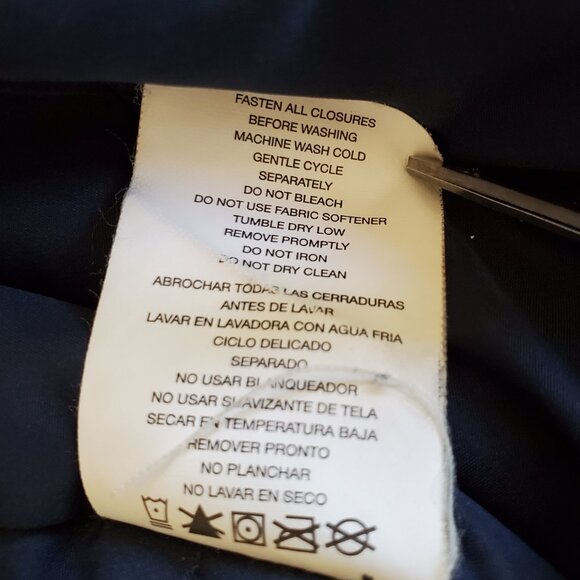 FASTEN ALL CLOSURES
BEFORE WASHING
MACHINE WASH COLD
GENTLE CYCLE
SEPARATELY
DO NOT BLEACH
DO NOT USE FABRIC SOFTENER
TUMBLE DRY LOW
REMOVE PROMPTLY
DO NOT IRON
DO NOT DRY CLEAN
ABROCHAR TODAS LAS CERRADURAS
ANTES DE LAVAR
LAVAR EN LAVADORA CON AGUA FRIA
CICLO DELICADO
SEPARADO
NO USAR BLANQUEADOR
NO USAR SUAVIZANTE DE TELA
SECAR EN TEMPERATURA BAJA
REMOVER PRONTO
NO PLANCHAR
NO LAVAR EN SECO